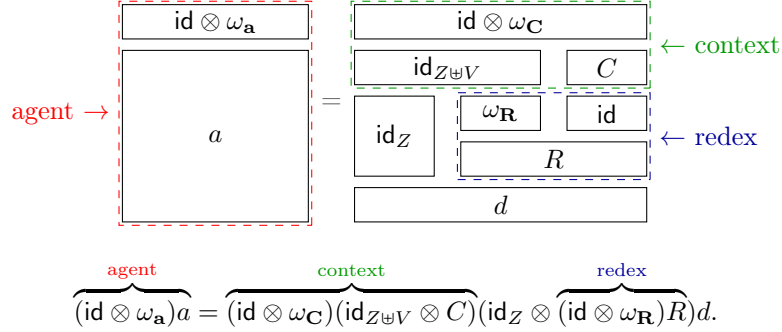 id ⊗ ω_a id ⊗ ω_C
id_{Z⊎V} C ← context
agent → a = id_Z ω_R id
R ← redex
d
agent context redex
(id ⊗ ω_a)a = (id ⊗ ω_C)(id_{Z⊎V} ⊗ C)(id_Z ⊗ (id ⊗ ω_R)R)d.